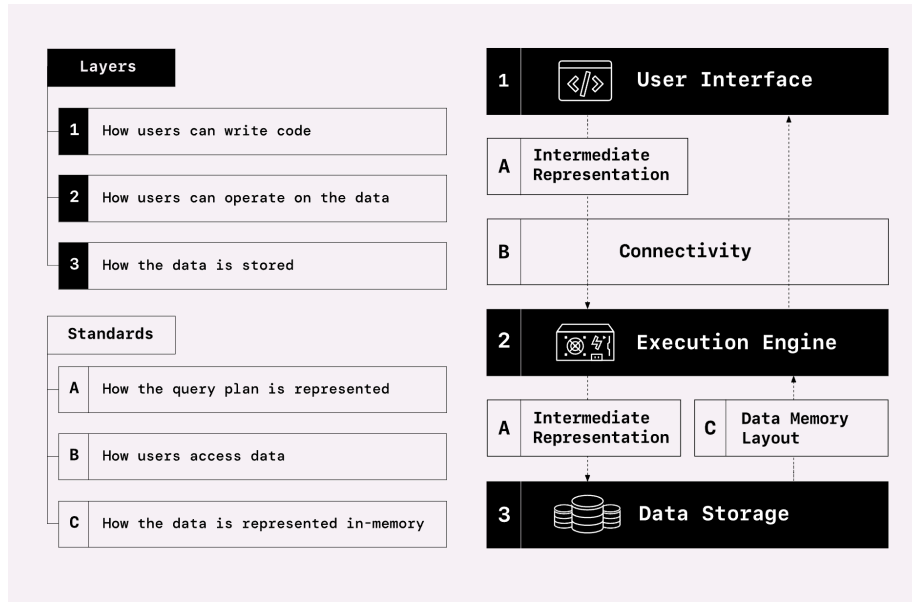 Layers
1 How users can write code
2 How users can operate on the data
3 How the data is stored
Standards
A How the query plan is represented
B How users access data
C How the data is represented in-memory
1 </> User Interface
A Intermediate
Representation
B Connectivity
2 Execution Engine
A Intermediate
Representation
C Data Memory
Layout
3 Data Storage